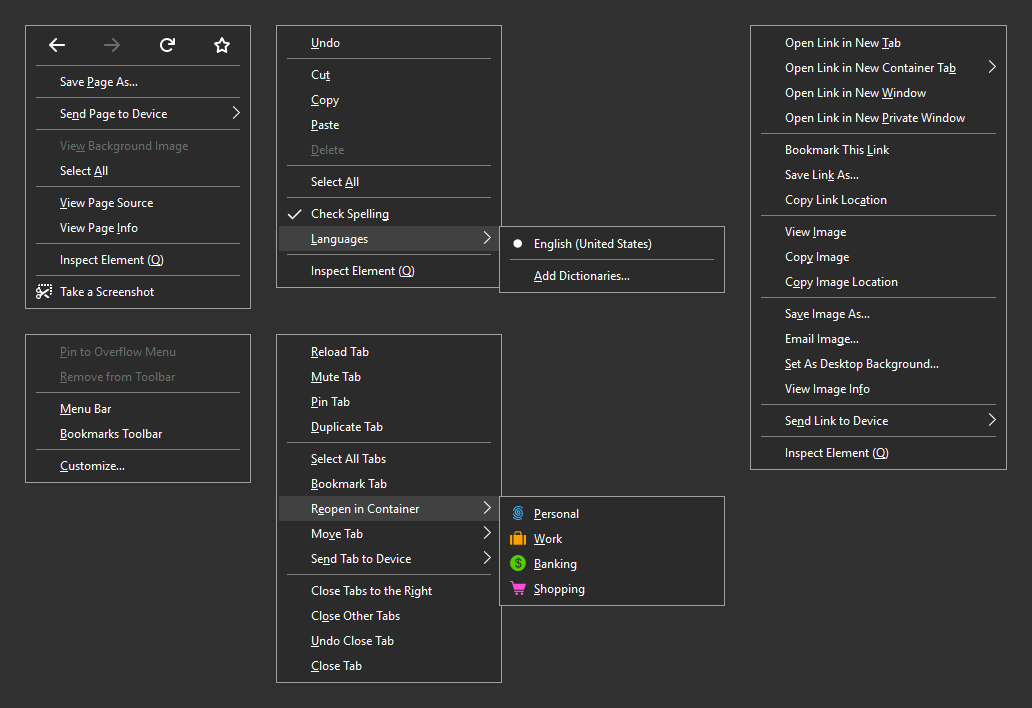 Save Page As...
Send Page to Device
View Background Image
Select All
View Page Source
View Page Info
Inspect Element (Q)
Take a Screenshot
Undo
Cut
Copy
Paste
Delete
Select All
Check Spelling
Languages
Inspect Element (Q)
English (United States)
Add Dictionaries...
Open Link in New Tab
Open Link in New Container Tab
Open Link in New Window
Open Link in New Private Window
Bookmark This Link
Save Link As...
Copy Link Location
View Image
Copy Image
Copy Image Location
Save Image As...
Email Image...
Set As Desktop Background...
View Image Info
Send Link to Device
Inspect Element (Q)
Pin to Overflow Menu
Remove from Toolbar
Menu Bar
Bookmarks Toolbar
Customize...
Reload Tab
Mute Tab
Pin Tab
Duplicate Tab
Select All Tabs
Bookmark Tab
Reopen in Container
Move Tab
Send Tab to Device
Close Tabs to the Right
Close Other Tabs
Undo Close Tab
Close Tab
Personal
Work
Banking
Shopping